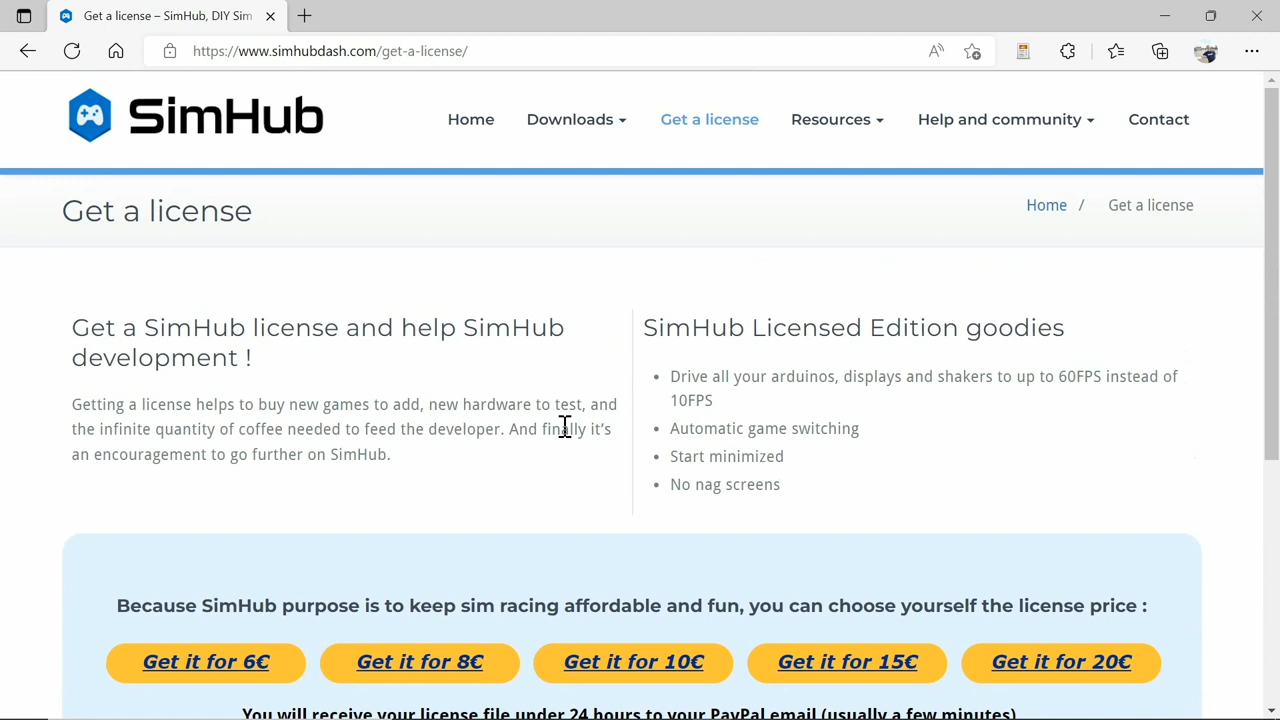 Get a license – SimHub, DIY Sim
https://www.simhubdash.com/get-a-license/
SimHub
Home Downloads Get a license Resources Help and community Contact
Get a license
Home / Get a license
Get a SimHub license and help SimHub
development !
Getting a license helps to buy new games to add, new hardware to test, and
the infinite quantity of coffee needed to feed the developer. And finally it’s
an encouragement to go further on SimHub.
SimHub Licensed Edition goodies
• Drive all your arduinos, displays and shakers to up to 60FPS instead of
10FPS
• Automatic game switching
• Start minimized
• No nag screens
Because SimHub purpose is to keep sim racing affordable and fun, you can choose yourself the license price :
Get it for 6€ Get it for 8€ Get it for 10€ Get it for 15€ Get it for 20€
You will receive your license file under 24 hours to your PayPal email (usually a few minutes)